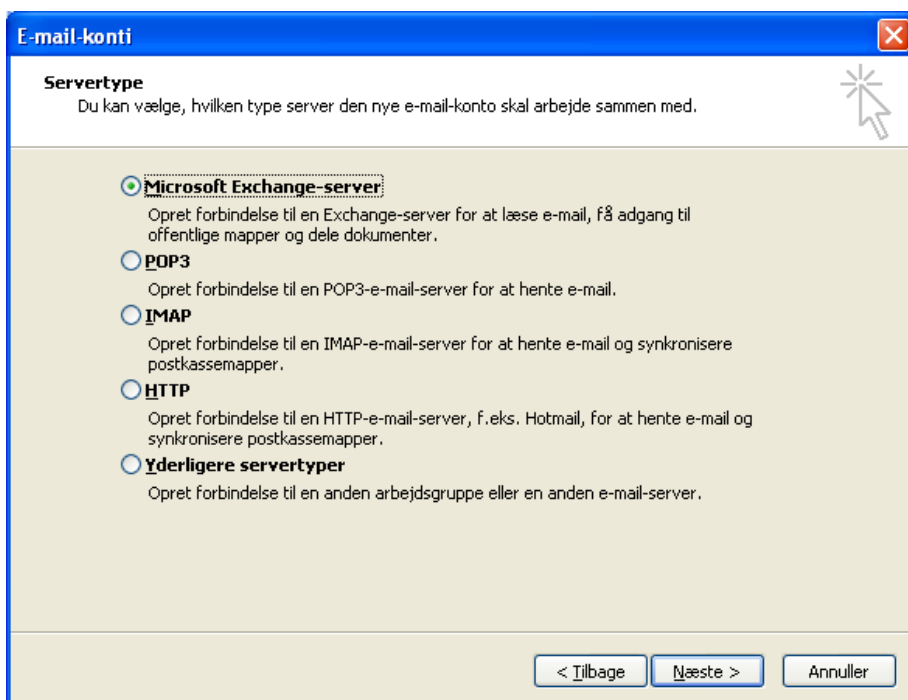 E-mail-konti
Servertype
Du kan vælge, hvilken type server den nye e-mail-konto skal arbejde sammen med.
Microsoft Exchange-server
Opret forbindelse til en Exchange-server for at læse e-mail, få adgang til
offentlige mapper og dele dokumenter.
POP3
Opret forbindelse til en POP3-e-mail-server for at hente e-mail.
IMAP
Opret forbindelse til en IMAP-e-mail-server for at hente e-mail og synkronisere
postkassemapper.
HTTP
Opret forbindelse til en HTTP-e-mail-server, f.eks. Hotmail, for at hente e-mail og
synkronisere postkassemapper.
Yderligere servertyper
Opret forbindelse til en anden arbejdsgruppe eller en anden e-mail-server.
< Tilbage Næste > Annuller